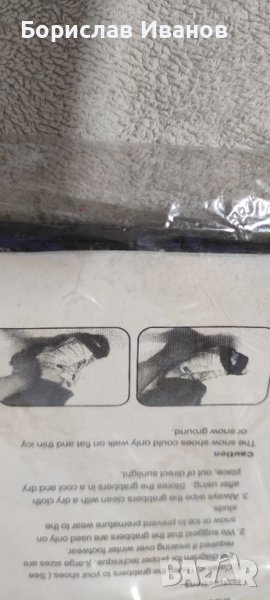 Борислав Иванов
grabbers to your shoes ( See
diagram for proper technique ,(Large sizes are
required if wearing over winter footwear.
2. We suggest that the grabbers are used only on
snow or ice to prevent premature wear to the
studs
3. Always wipes the grabbers clean with a dry cloth
after using. Stores the grabbers in a cool and dry
place, out of direct sunlight.
Caution
The snow shoes could only walk on flat and thin icy
or snow ground.